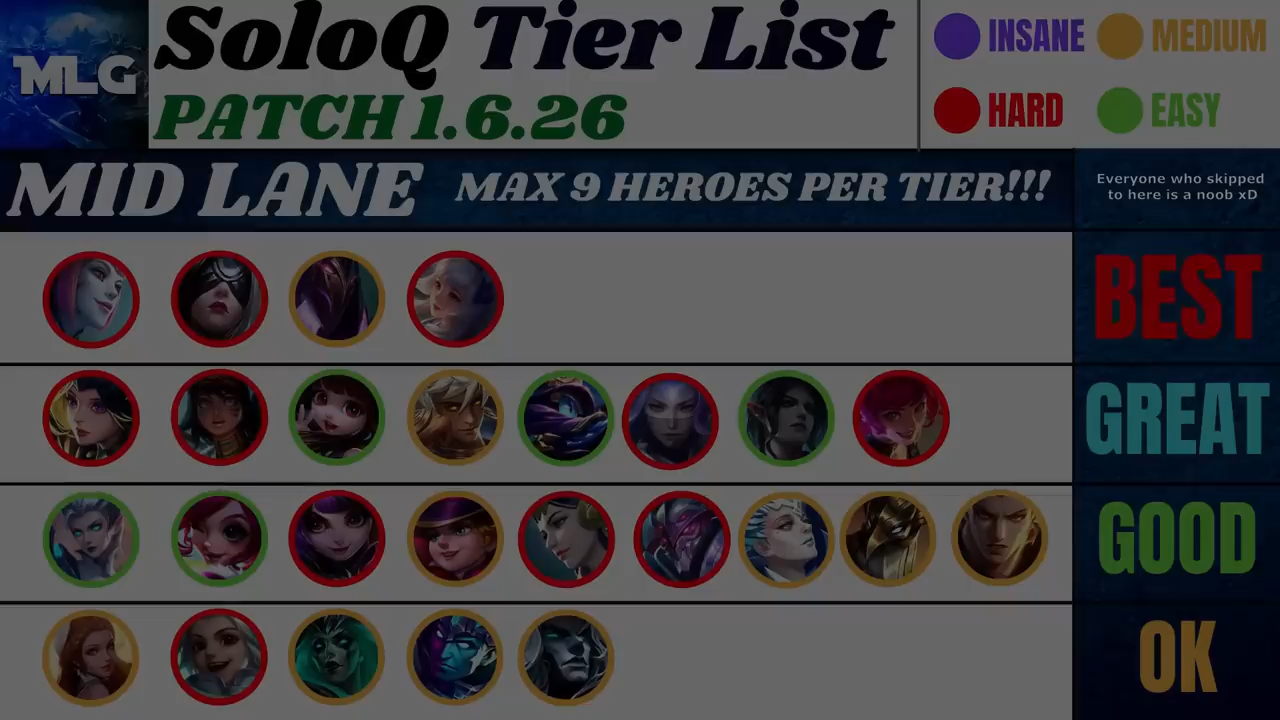 MLG
SoloQ Tier List
PATCH 1.6.26
INSANE
MEDIUM
HARD
EASY
MID LANE
MAX 9 HEROES PER TIER!!!
Everyone who skipped
to here is a noob xD
BEST
GREAT
GOOD
OK